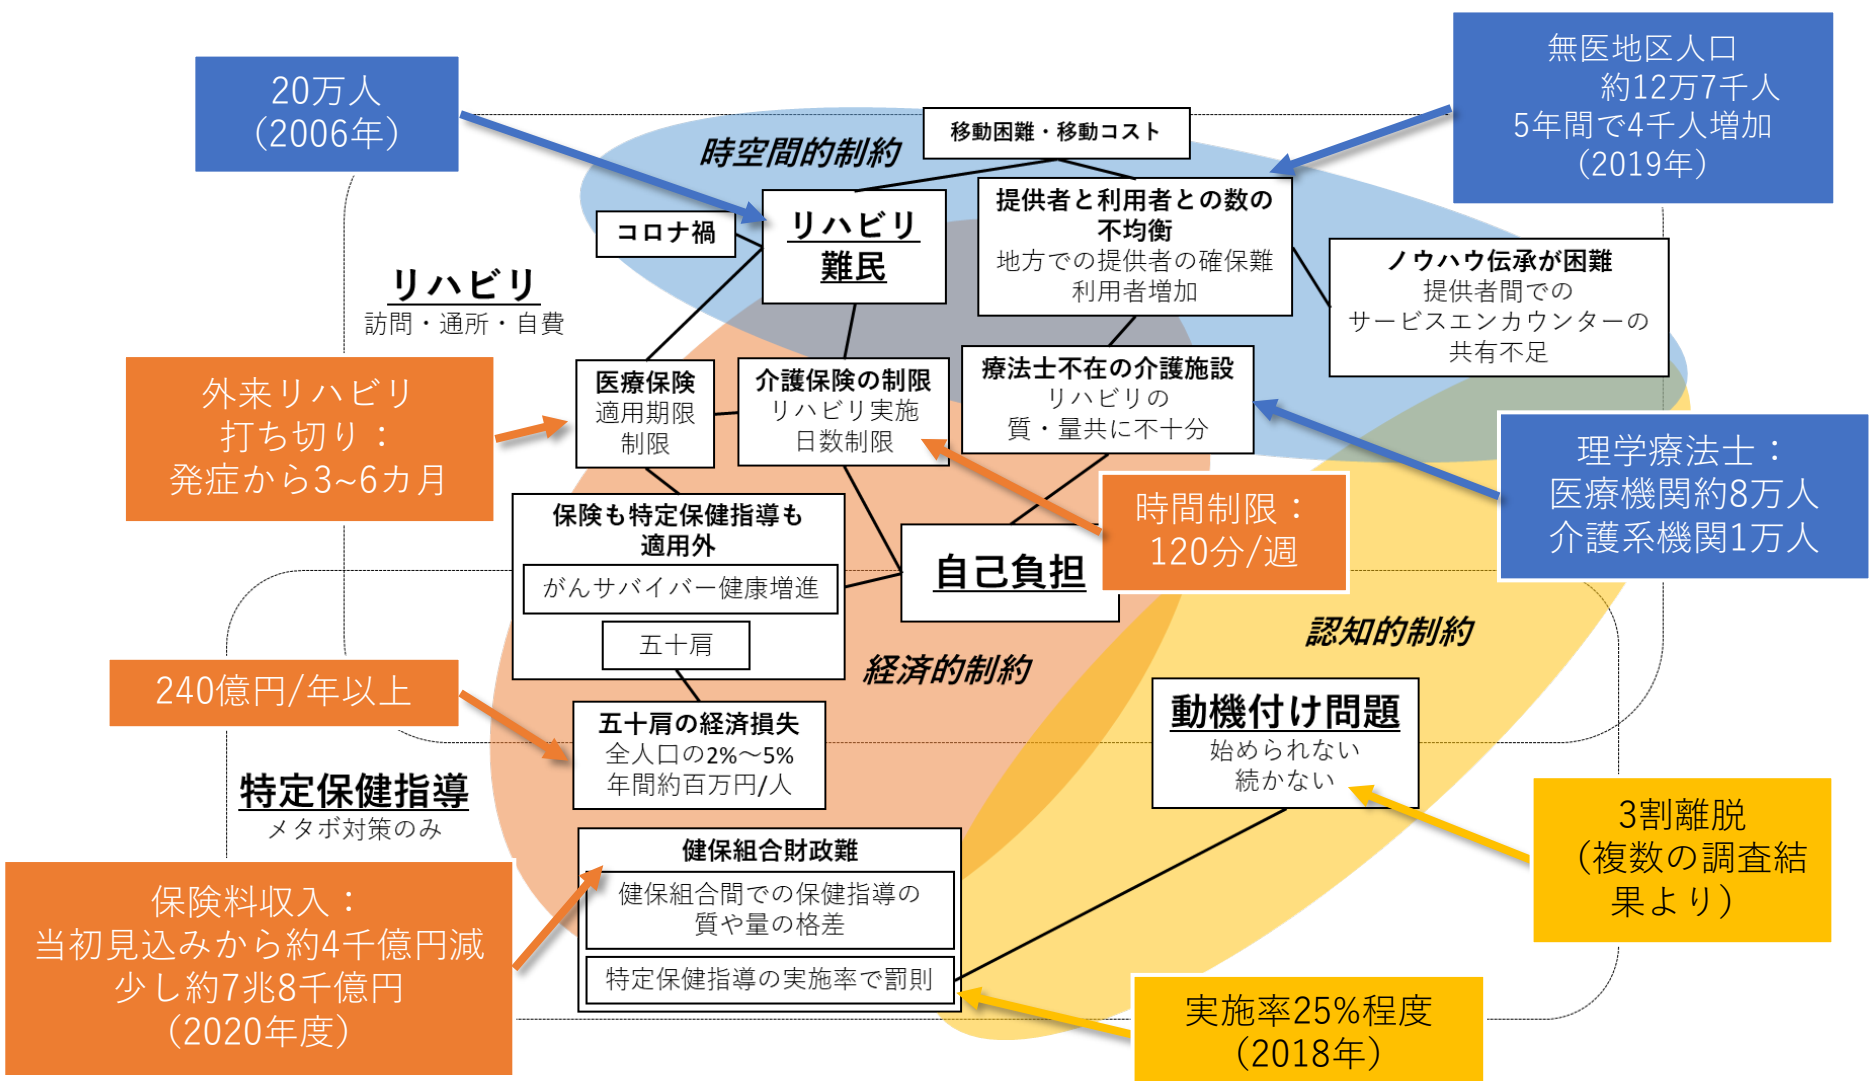 20万人
（2006年）
無医地区人口
約12万7千人
5年間で4千人増加
（2019年）
移動困難・移動コスト
時空間的制約
リハビリ
難民
コロナ禍
提供者と利用者との数の
不均衡
地方での提供者の確保難
利用者増加
ノウハウ伝承が困難
提供者間での
サービスエンカウンターの
共有不足
リハビリ
訪問・通所・自費
外来リハビリ
打ち切り：
発症から3~6カ月
医療保険
適用期限
制限
介護保険の制限
リハビリ実施
日数制限
療法士不在の介護施設
リハビリの
質・量共に不十分
理学療法士：
医療機関約8万人
介護系機関1万人
時間制限：
120分/週
保険も特定保健指導も
適用外
がんサバイバー健康増進
五十肩
自己負担
認知的制約
経済的制約
240億円/年以上
五十肩の経済損失
全人口の2%～5%
年間約百万円/人
動機付け問題
始められない
続かない
特定保健指導
メタボ対策のみ
3割離脱
（複数の調査結
果より）
健保組合財政難
健保組合間での保健指導の
質や量の格差
特定保健指導の実施率で罰則
保険料収入：
当初見込みから約4千億円減
少し約7兆8千億円
（2020年度）
実施率25%程度
（2018年）